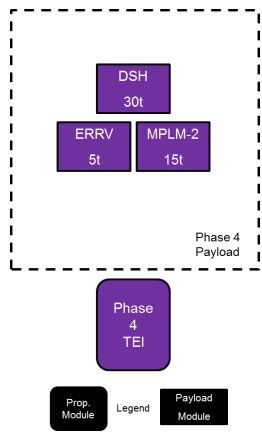 DSH
30t
ERRV
5t
MPLM-2
15t
Phase 4
Payload
Phase
4
TEI
Prop.
Module
Legend
Payload
Module